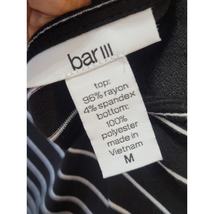 bar III
top:
96% rayon
4% spandex
bottom:
100%
polyester
made in
Vietnam
M